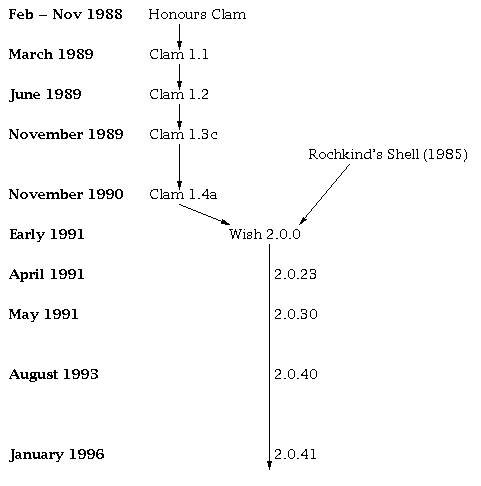 Feb – Nov 1988 Honours Clam
March 1989 Clam 1.1
June 1989 Clam 1.2
November 1989 Clam 1.3c
Rochkind's Shell (1985)
November 1990 Clam 1.4a
Early 1991 Wish 2.0.0
April 1991 2.0.23
May 1991 2.0.30
August 1993 2.0.40
January 1996 2.0.41